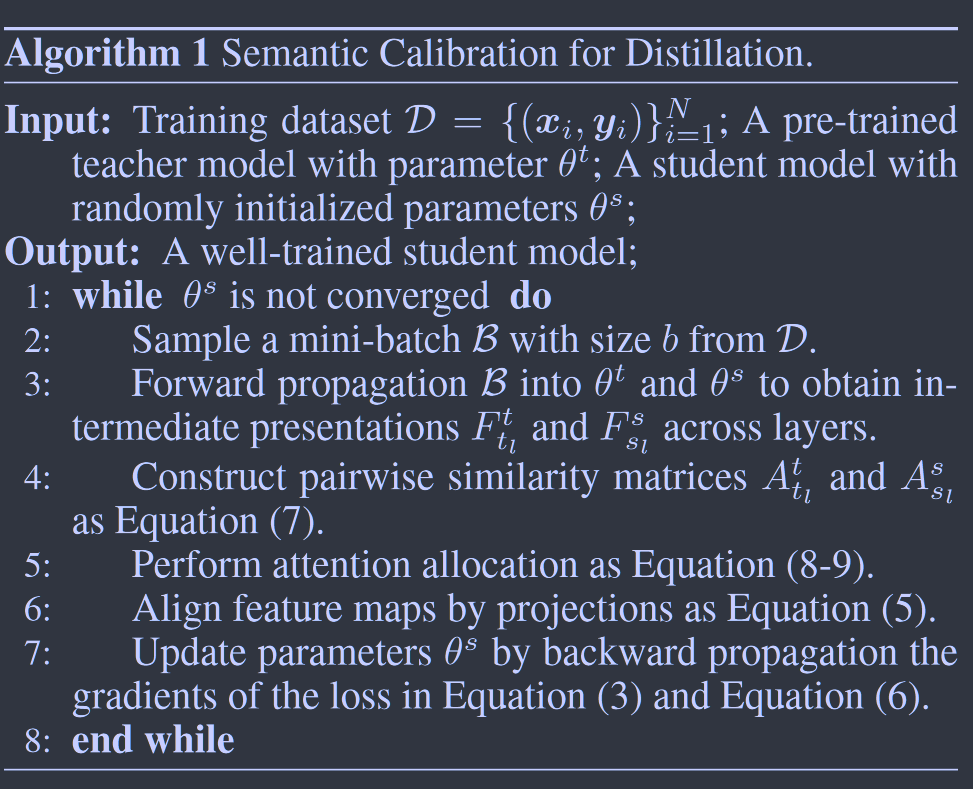 Algorithm 1 Semantic Calibration for Distillation.
Input: Training dataset $\mathcal{D} = \{(\boldsymbol{x}_i, \boldsymbol{y}_i)\}_{i=1}^{N}$; A pre-trained
teacher model with parameter $\theta^t$; A student model with
randomly initialized parameters $\theta^s$;
Output: A well-trained student model;
1: while $\theta^s$ is not converged do
2: Sample a mini-batch $\mathcal{B}$ with size $b$ from $\mathcal{D}$.
3: Forward propagation $\mathcal{B}$ into $\theta^t$ and $\theta^s$ to obtain in-
termediate presentations $F_{t_l}^t$ and $F_{s_l}^s$ across layers.
4: Construct pairwise similarity matrices $A_{t_l}^t$ and $A_{s_l}^s$
as Equation (7).
5: Perform attention allocation as Equation (8-9).
6: Align feature maps by projections as Equation (5).
7: Update parameters $\theta^s$ by backward propagation the
gradients of the loss in Equation (3) and Equation (6).
8: end while